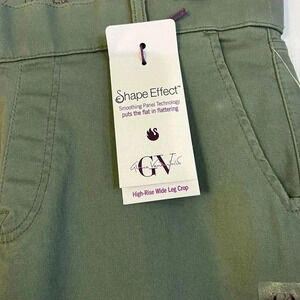 Shape Effect™
Smoothing Panel Technology
puts the flat in flattering
GV
High-Rise Wide Leg Crop